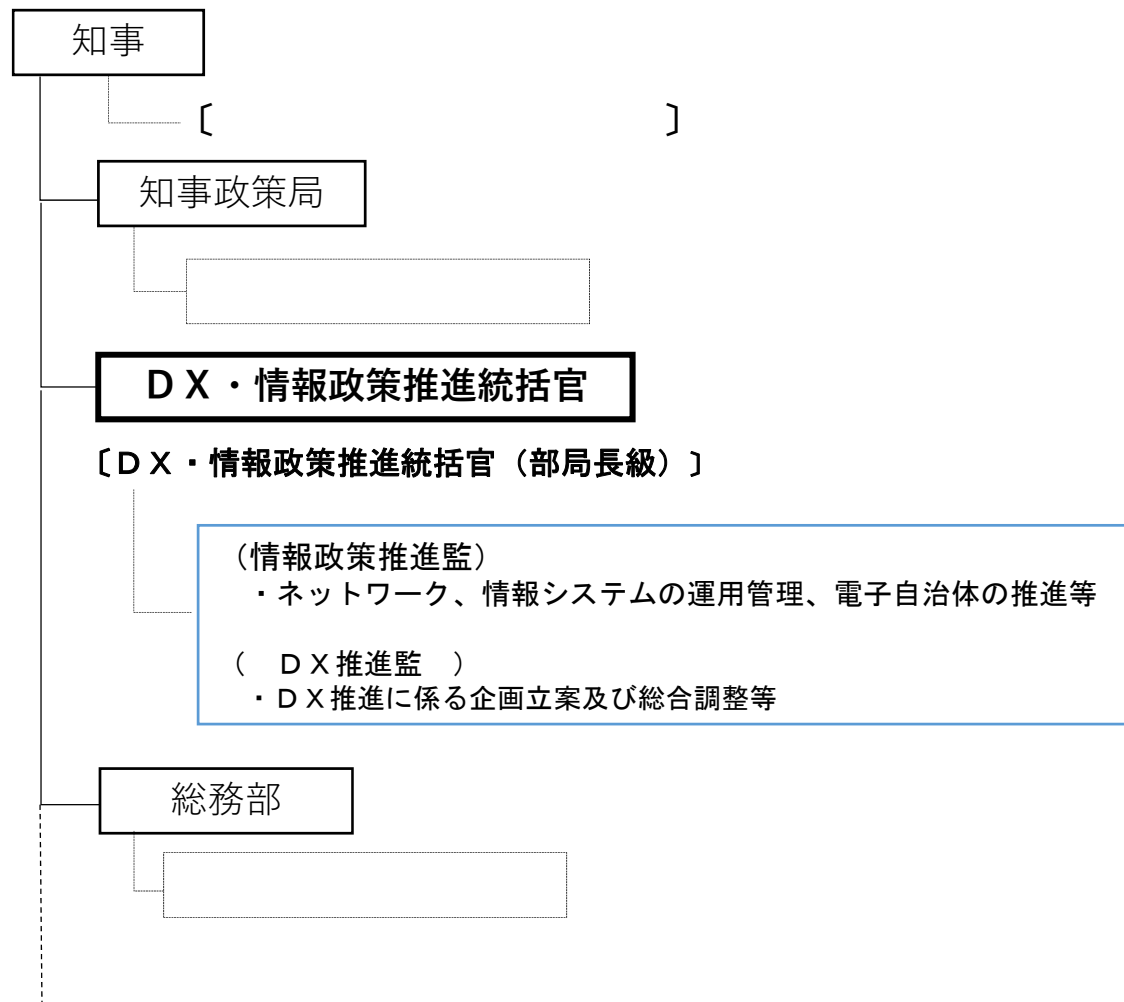 知事
〔　　　　　　　　　　〕
知事政策局
ＤＸ・情報政策推進統括官
〔ＤＸ・情報政策推進統括官（部局長級）〕
（情報政策推進監）
・ネットワーク、情報システムの運用管理、電子自治体の推進等
（　ＤＸ推進監　）
・ＤＸ推進に係る企画立案及び総合調整等
総務部